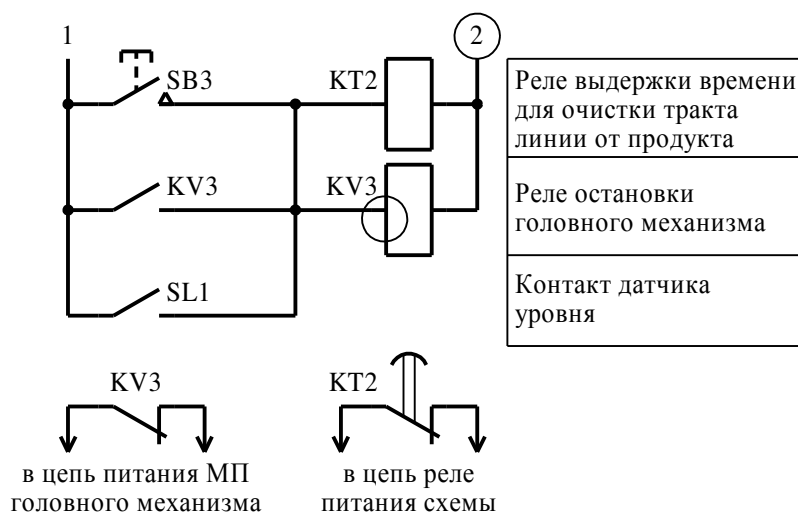 1
2
SB3
KT2
Реле выдержки времени
для очистки тракта
линии от продукта
KV3
KV3
Реле остановки
головного механизма
SL1
Контакт датчика
уровня
KV3
KT2
в цепь питания МП
головного механизма
в цепь реле
питания схемы